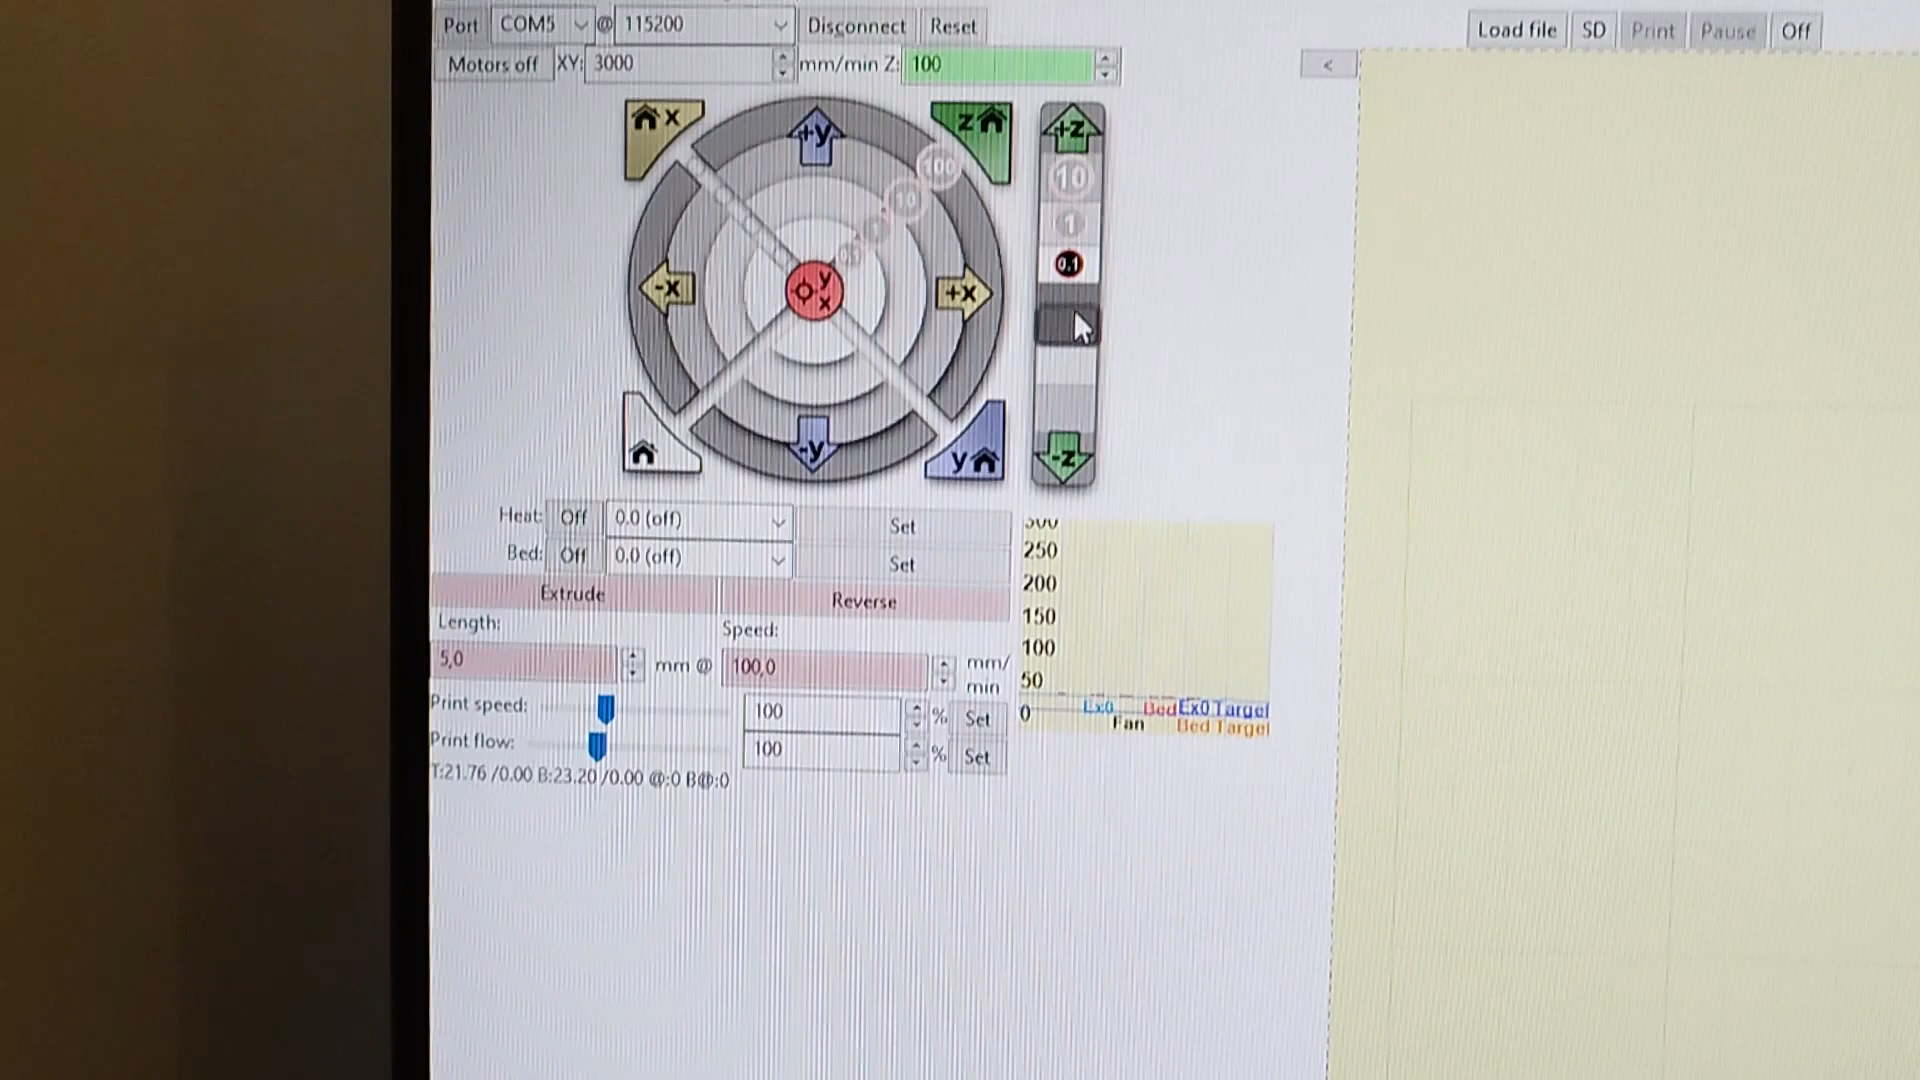 Port COM5 @ 115200 Disconnect Reset
Load file SD Print Pause Off
Motors off XY: 3000 mm/min Z: 100
<
x +y z +z
100 10
10 1
1 0.1
-x y x +x
-y y -z
Heat: Off 0.0 (off) Set
Bed: Off 0.0 (off) Set
300
250
200
150
100
50
0
Ex0 Bed Ex0 Target
Fan Bed Target
Extrude Reverse
Length: Speed:
5,0 mm @ 100,0 mm/
min
Print speed: 100 % Set
Print flow: 100 % Set
T:21.76 /0.00 B:23.20 /0.00 @:0 B@:0